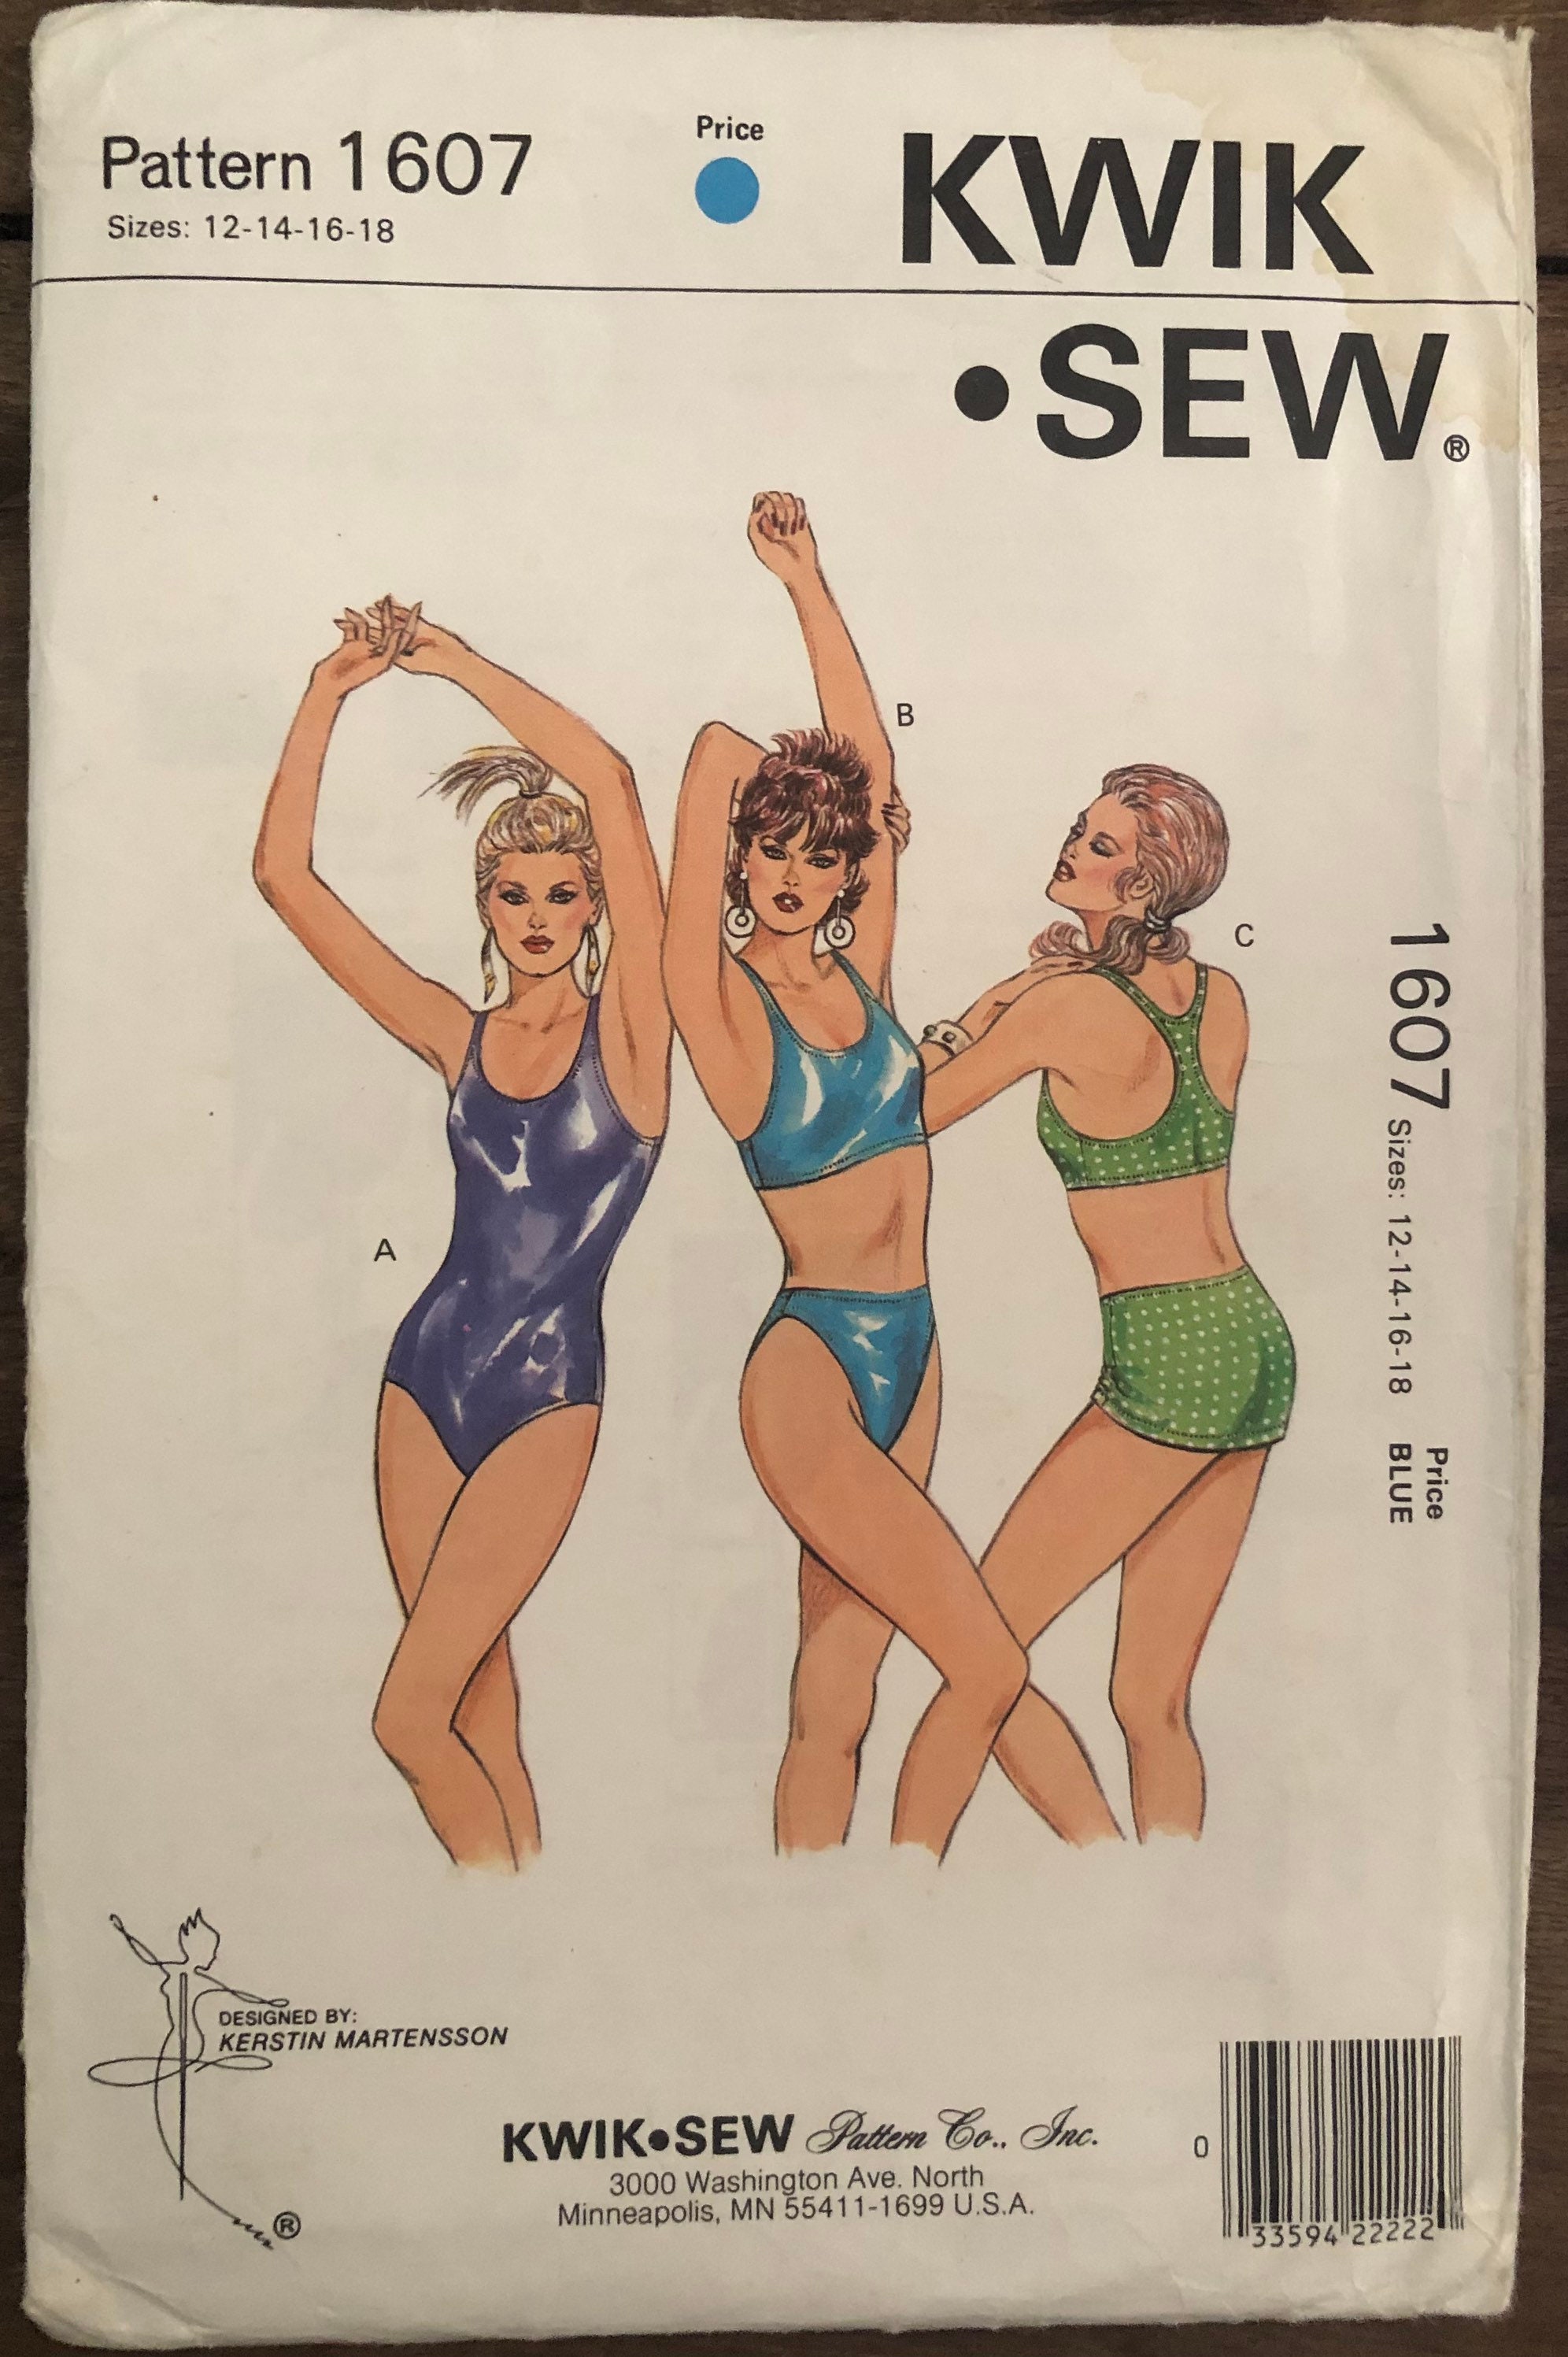 Pattern 1607
Sizes: 12-14-16-18
Price
KWIK
•SEW®
A
B
C
1607
Sizes: 12-14-16-18
Price
BLUE
DESIGNED BY:
KERSTIN MARTENSSON
®
KWIK•SEW Pattern Co., Inc.
3000 Washington Ave. North
Minneapolis, MN 55411-1699 U.S.A.
0
33594 22222